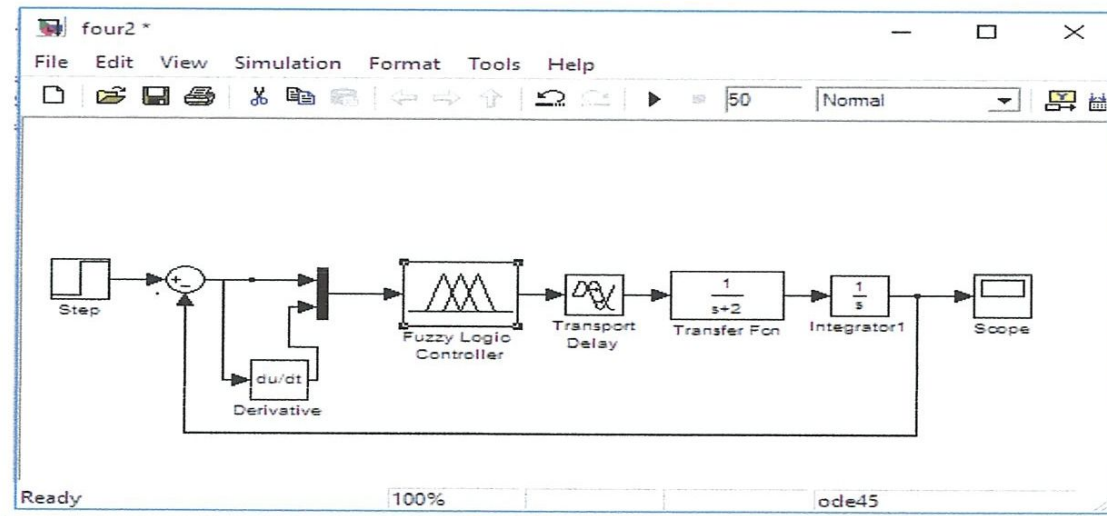 four2 *
File Edit View Simulation Format Tools Help
50 Normal
+
-
Step
du/dt
Derivative
Fuzzy Logic
Controller
Transport
Delay
1
s+2
Transfer Fcn
1
s
Integrator1
Scope
Ready 100% ode45